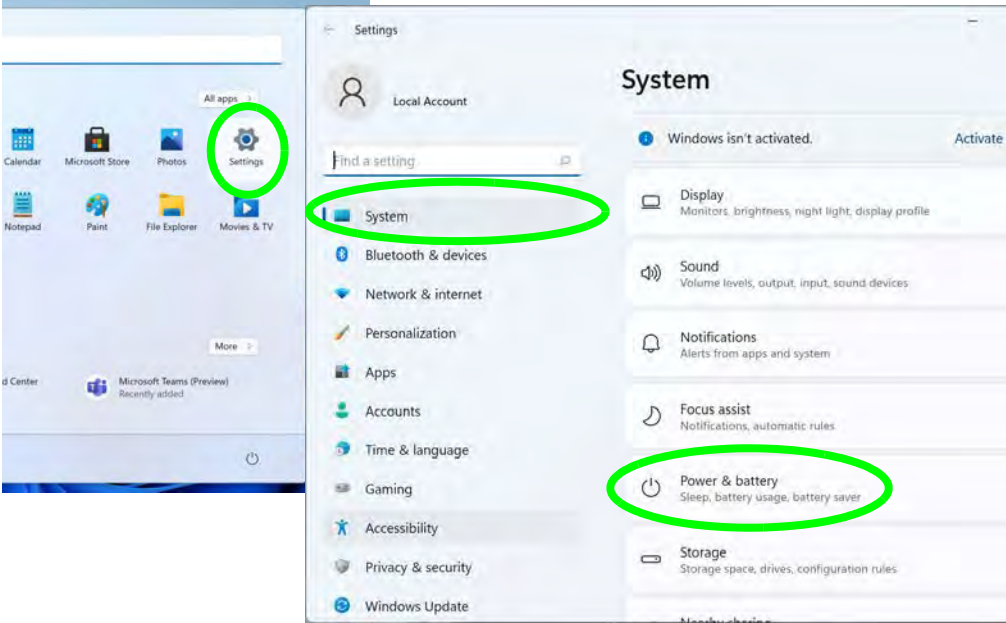 All apps
Calendar
Microsoft Store
Photos
Settings
Notepad
Paint
File Explorer
Movies & TV
More
d Center
Microsoft Teams (Preview)
Recently added
Settings
Local Account
Find a setting
System
Bluetooth & devices
Network & internet
Personalization
Apps
Accounts
Time & language
Gaming
Accessibility
Privacy & security
Windows Update
System
Windows isn't activated.
Activate
Display
Monitors, brightness, night light, display profile
Sound
Volume levels, output, input, sound devices
Notifications
Alerts from apps and system
Focus assist
Notifications, automatic rules
Power & battery
Sleep, battery usage, battery saver
Storage
Storage space, drives, configuration rules
Nearby sharing